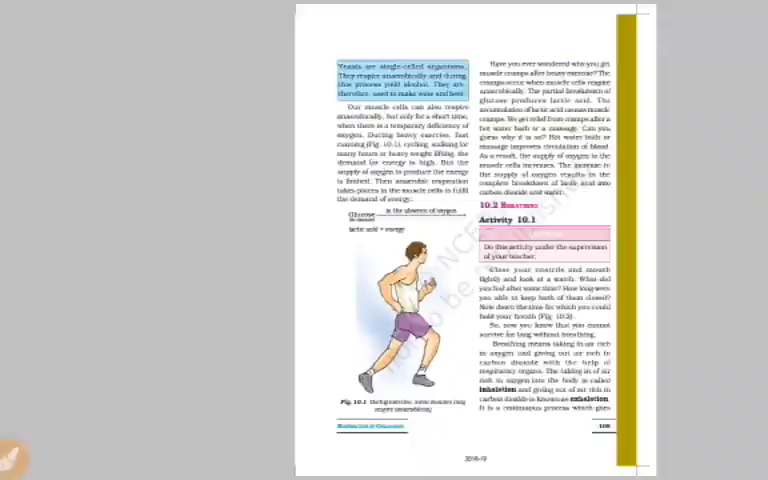 Yeasts are single-celled organisms.
They respire anaerobically and during
this process yield alcohol. They are
therefore, used to make wine and beer.
Our muscle cells can also respire
anaerobically, but only for a short time,
when there is a temporary deficiency of
oxygen. During heavy exercise, fast
running (Fig. 10.1), cycling, walking for
many hours or heavy weight lifting, the
demand for energy is high. But the
supply of oxygen to produce the energy
is limited. Then anaerobic respiration
takes places in the muscle cells to fulfil
the demand of energy:
Glucose in the absence of oxygen
(in muscle)
lactic acid + energy
Fig. 10.1 During exercise, some muscles may
respire anaerobically
Have you ever wondered why you get
muscle cramps after heavy exercise? The
cramps occur when muscle cells respire
anaerobically. The partial breakdown of
glucose produces lactic acid. The
accumulation of lactic acid causes muscle
cramps. We get relief from cramps after a
hot water bath or a massage. Can you
guess why it is so? Hot water bath or
massage improves circulation of blood.
As a result, the supply of oxygen to the
muscle cells increases. The increase in
the supply of oxygen results in the
complete breakdown of lactic acid into
carbon dioxide and water.
10.2 BREATHING
Activity 10.1
Do this activity under the supervision
of your teacher.
Close your nostrils and mouth
tightly and look at a watch. What did
you feel after some time? How long were
you able to keep both of them closed?
Note down the time for which you could
hold your breath (Fig. 10.2).
So, now you know that you cannot
survive for long without breathing.
Breathing means taking in air rich
in oxygen and giving out air rich in
carbon dioxide with the help of
respiratory organs. The taking in of air
rich in oxygen into the body is called
inhalation and giving out of air rich in
carbon dioxide is known as exhalation.
It is a continuous process which goes
RESPIRATION IN ORGANISMS
109
2018-19